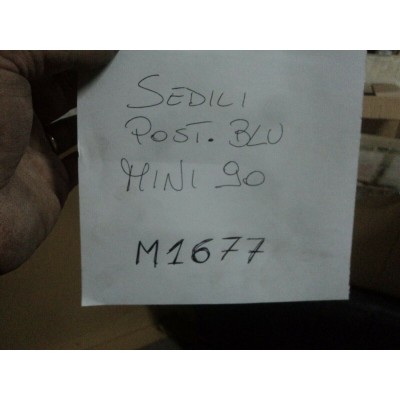 SEDILI
POST. BLU
MINI 90
M1677